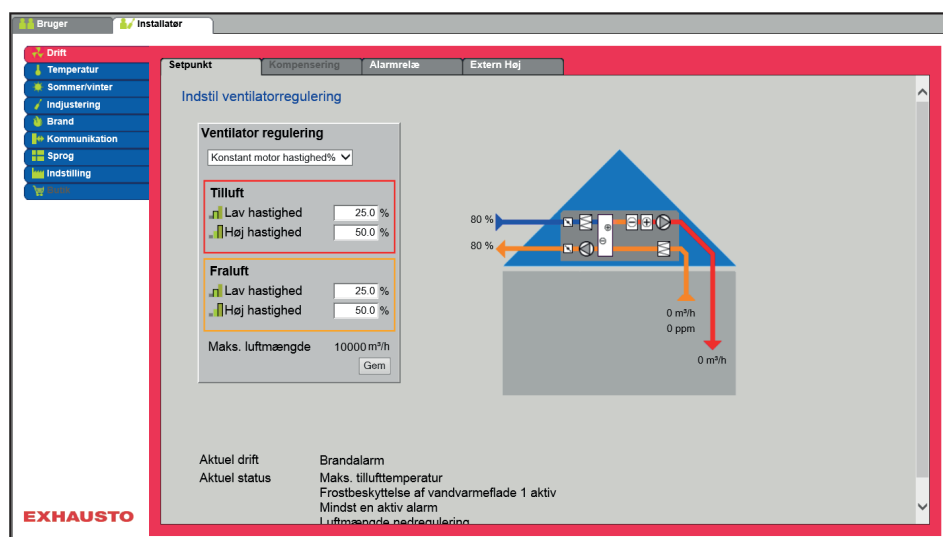 Bruger
Installatør
Drift
Temperatur
Sommer/vinter
Indjustering
Brand
Kommunikation
Sprog
Indstilling
Butik
EXHAUSTO
Setpunkt
Kompensering
Alarmrelæ
Extern Høj
Indstil ventilatorregulering
Ventilator regulering
Konstant motor hastighed%
Tilluft
Lav hastighed 25.0 %
Høj hastighed 50.0 %
Fraluft
Lav hastighed 25.0 %
Høj hastighed 50.0 %
Maks. luftmængde 10000 m³/h
Gem
80 %
80 %
0 m³/h
0 ppm
0 m³/h
Aktuel drift Brandalarm
Aktuel status Maks. tillufttemperatur
Frostbeskyttelse af vandvarmeflade 1 aktiv
Mindst en aktiv alarm
Luftmængde nedregulering